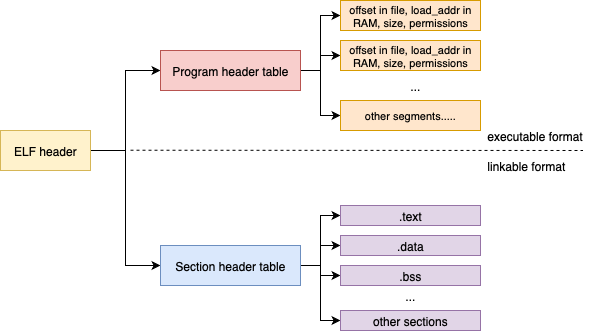 offset in file, load_addr in
RAM, size, permissions
Program header table
offset in file, load_addr in
RAM, size, permissions
...
other segments.....
executable format
ELF header
linkable format
.text
.data
Section header table
.bss
...
other sections